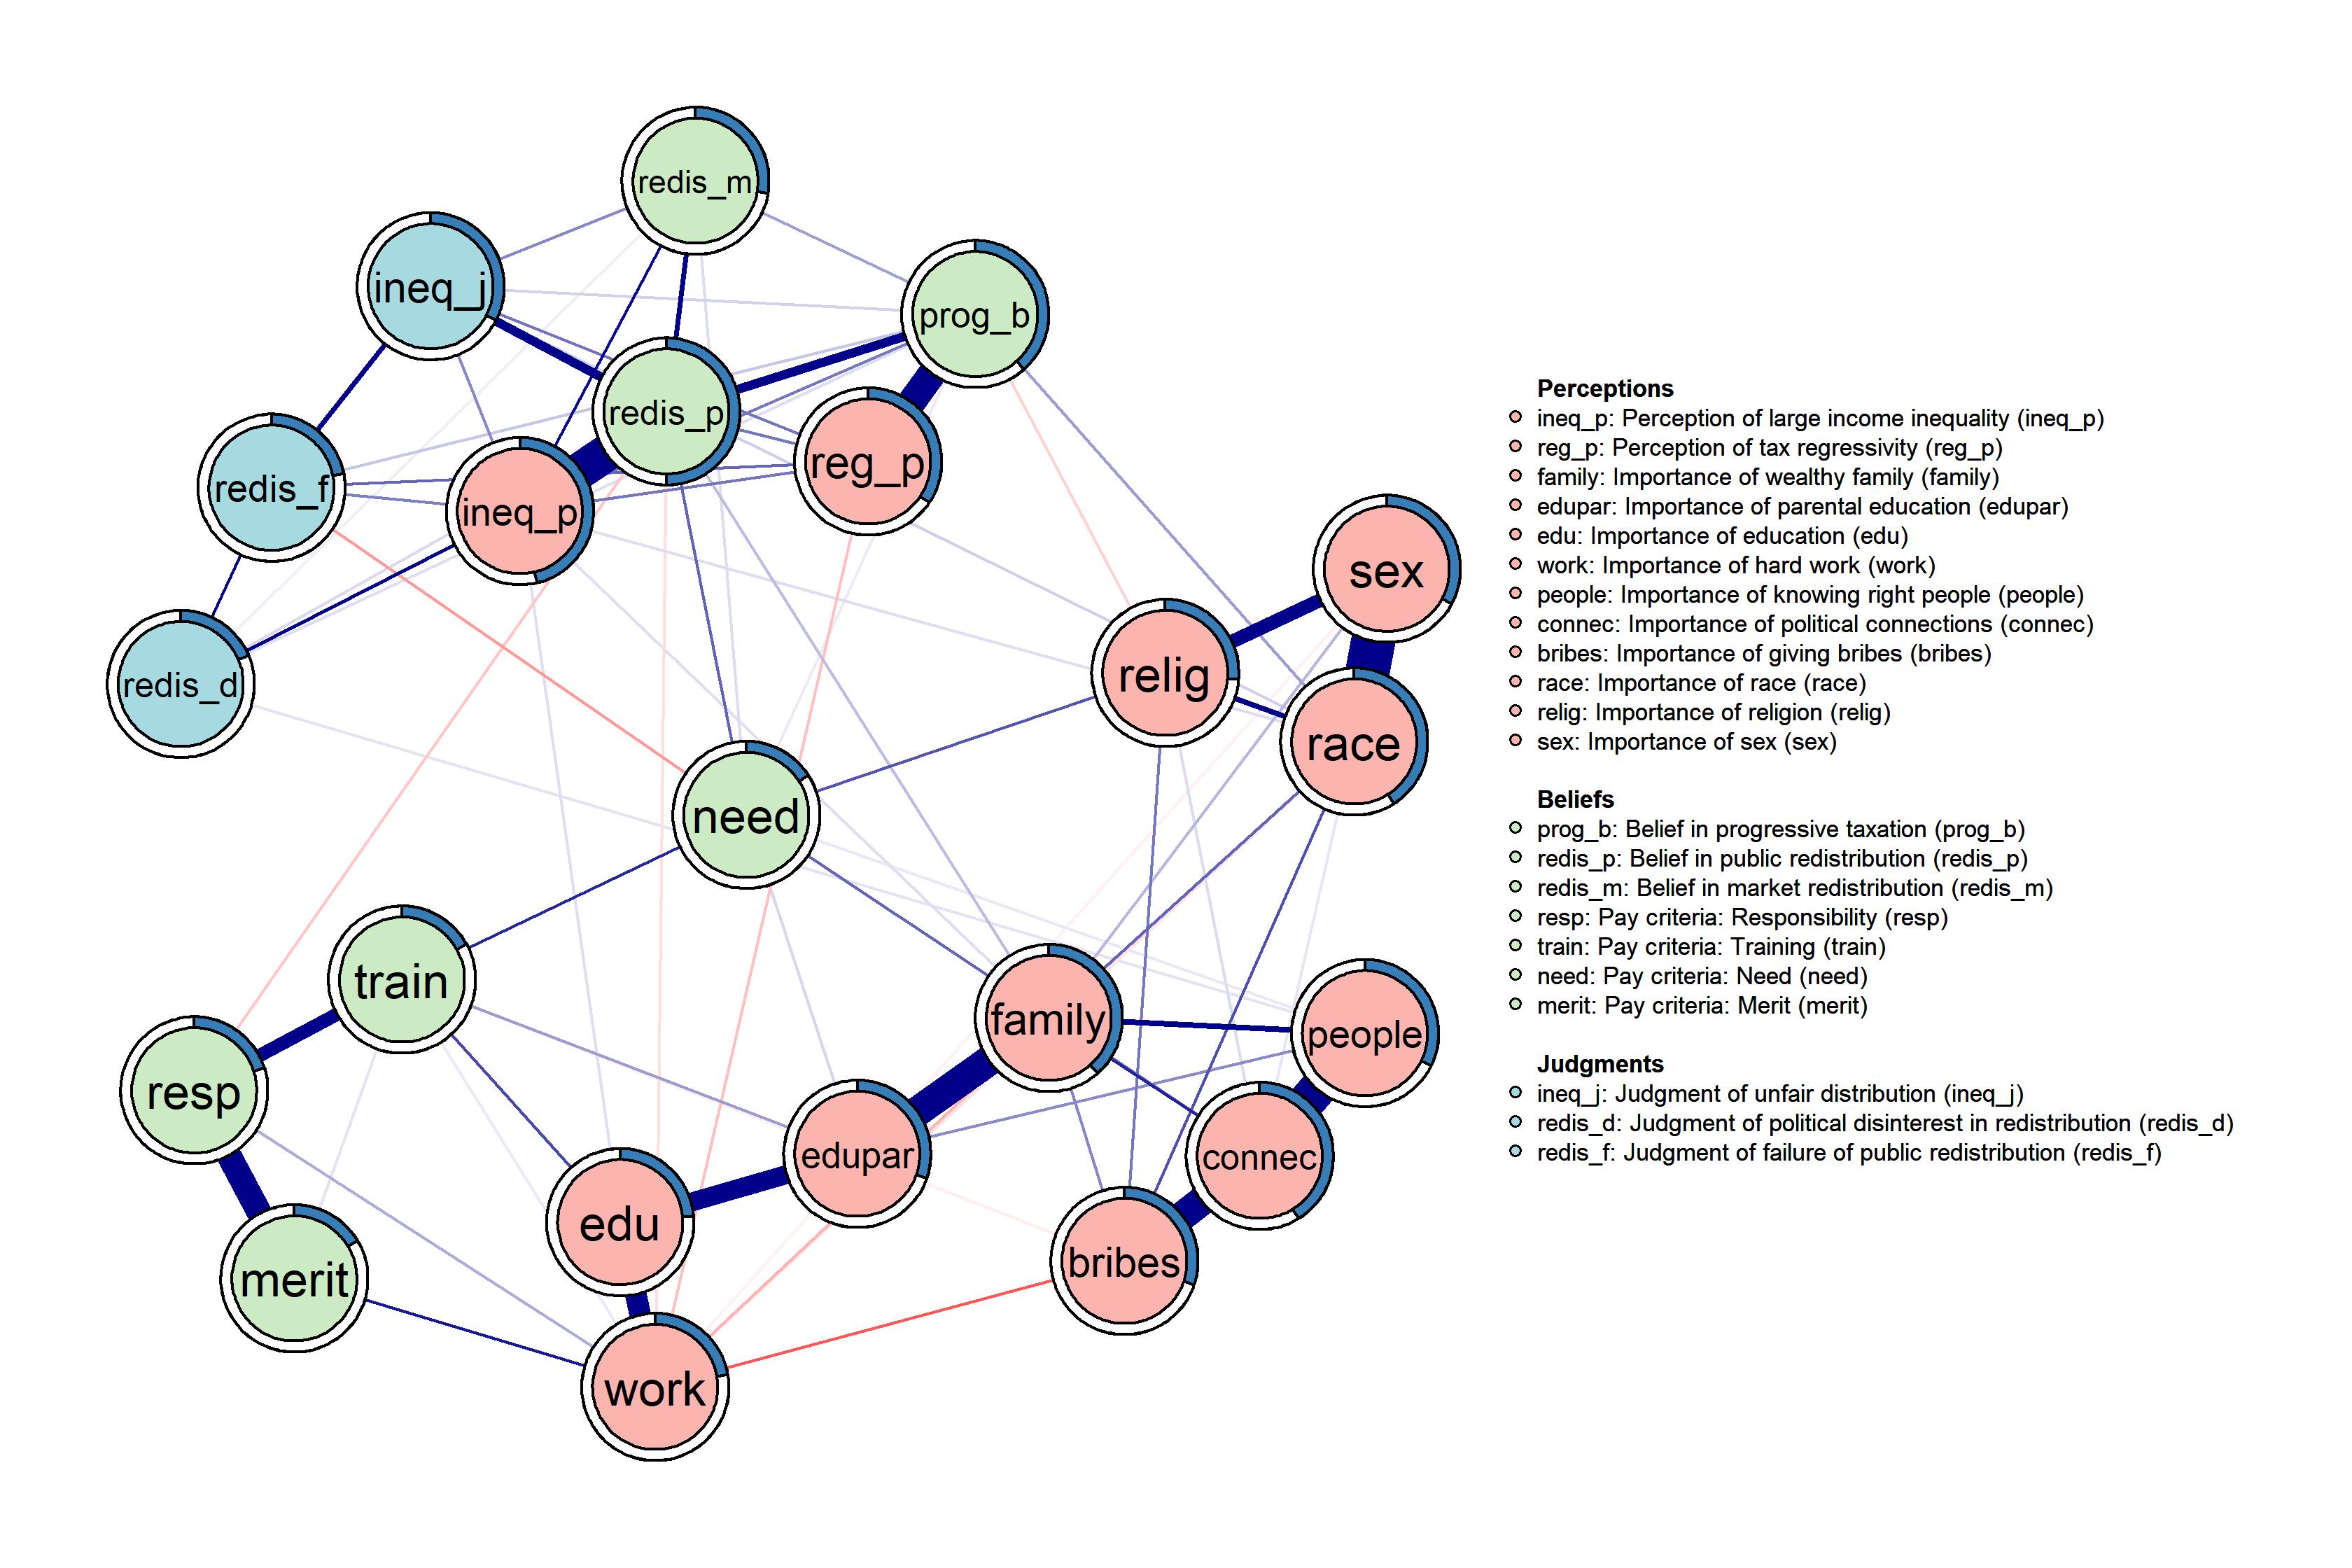 redis_m
ineq_j
prog_b
redis_p
reg_p
redis_f
ineq_p
sex
relig
redis_d
race
need
train
family
people
resp
edupar
connec
edu
bribes
merit
work
Perceptions
ineq_p: Perception of large income inequality (ineq_p)
reg_p: Perception of tax regressivity (reg_p)
family: Importance of wealthy family (family)
edupar: Importance of parental education (edupar)
edu: Importance of education (edu)
work: Importance of hard work (work)
people: Importance of knowing right people (people)
connec: Importance of political connections (connec)
bribes: Importance of giving bribes (bribes)
race: Importance of race (race)
relig: Importance of religion (relig)
sex: Importance of sex (sex)
Beliefs
prog_b: Belief in progressive taxation (prog_b)
redis_p: Belief in public redistribution (redis_p)
redis_m: Belief in market redistribution (redis_m)
resp: Pay criteria: Responsibility (resp)
train: Pay criteria: Training (train)
need: Pay criteria: Need (need)
merit: Pay criteria: Merit (merit)
Judgments
ineq_j: Judgment of unfair distribution (ineq_j)
redis_d: Judgment of political disinterest in redistribution (redis_d)
redis_f: Judgment of failure of public redistribution (redis_f)